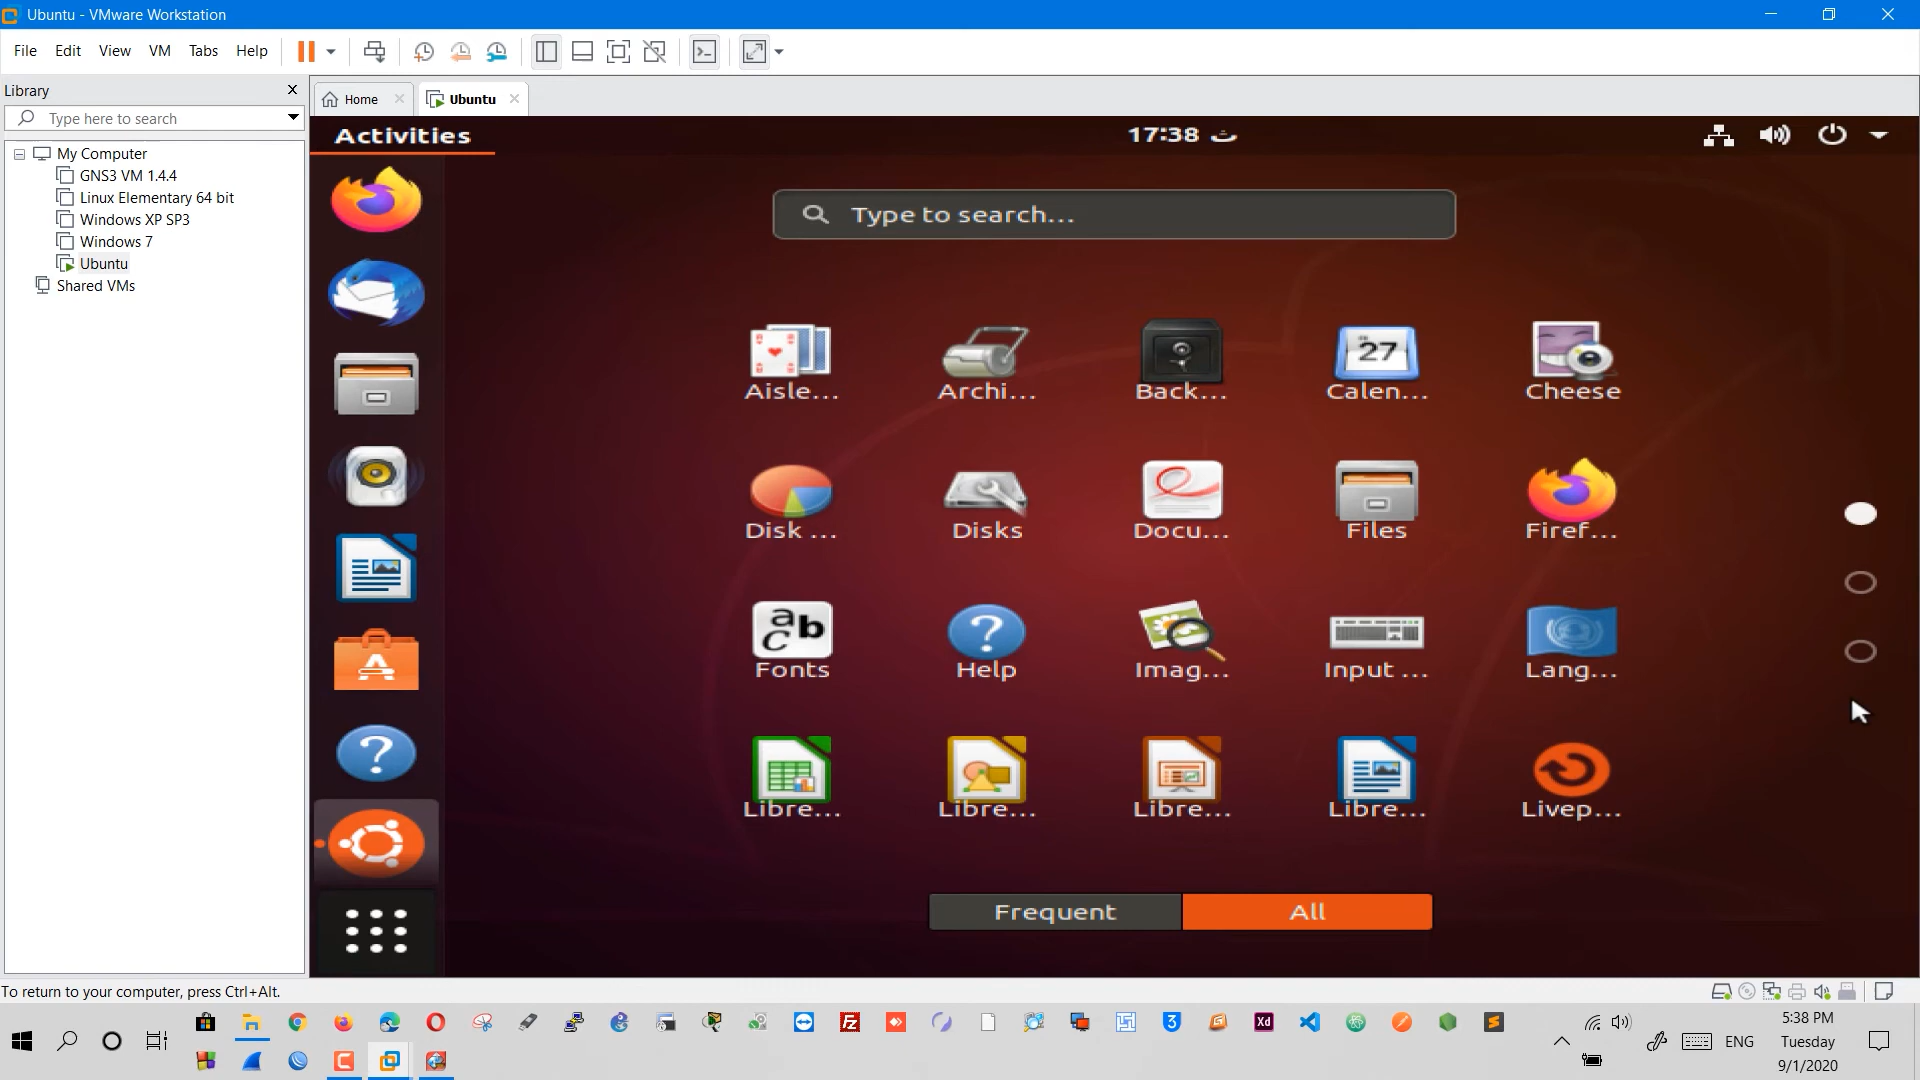 Ubuntu - VMware Workstation
File Edit View VM Tabs Help
Library
Home
Ubuntu
Type here to search
My Computer
GNS3 VM 1.4.4
Linux Elementary 64 bit
Windows XP SP3
Windows 7
Ubuntu
Shared VMs
Activities
17:38 ث
Type to search...
27
Aisle... Archi... Back... Calen... Cheese
Disk ... Disks Docu... Files Firef...
abc
Fonts Help Imag... Input ... Lang...
Libre... Libre... Libre... Libre... Livep...
Frequent All
To return to your computer, press Ctrl+Alt.
Fz
3
Xd
ENG
5:38 PM
Tuesday
9/1/2020